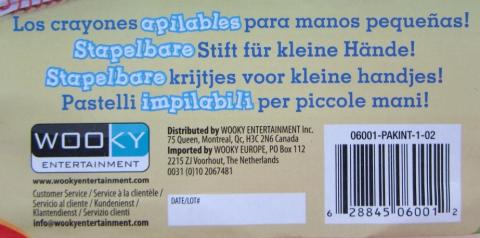 Los crayones apilables para manos pequeñas!
Stapelbare Stift für kleine Hände!
Stapelbare krijtjes voor kleine handjes!
Pastelli impilabili per piccole mani!
WOOKY
ENTERTAINMENT
www.wookyentertainment.com
Customer Service / Service à la clientèle /
Servicio al cliente / Kundenienst /
Klantendienst / Servizio clienti
info@wookyentertainment.com
Distributed by WOOKY ENTERTAINMENT Inc.
75 Queen, Montreal, Qc, H3C 2N6 Canada
Imported by WOOKY EUROPE, PO Box 112
2215 ZJ Voorhout, The Netherlands
0031 (0)10 2067481
DATE/LOT#
06001-PAKINT-1-02
6 28845 06001 2